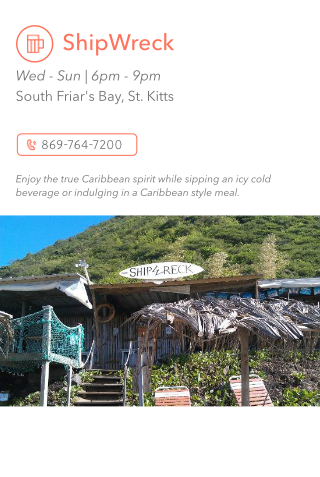 ShipWreck
Wed - Sun | 6pm - 9pm
South Friar's Bay, St. Kitts
869-764-7200
Enjoy the true Caribbean spirit while sipping an icy cold
beverage or indulging in a Caribbean style meal.
SHIPWRECK